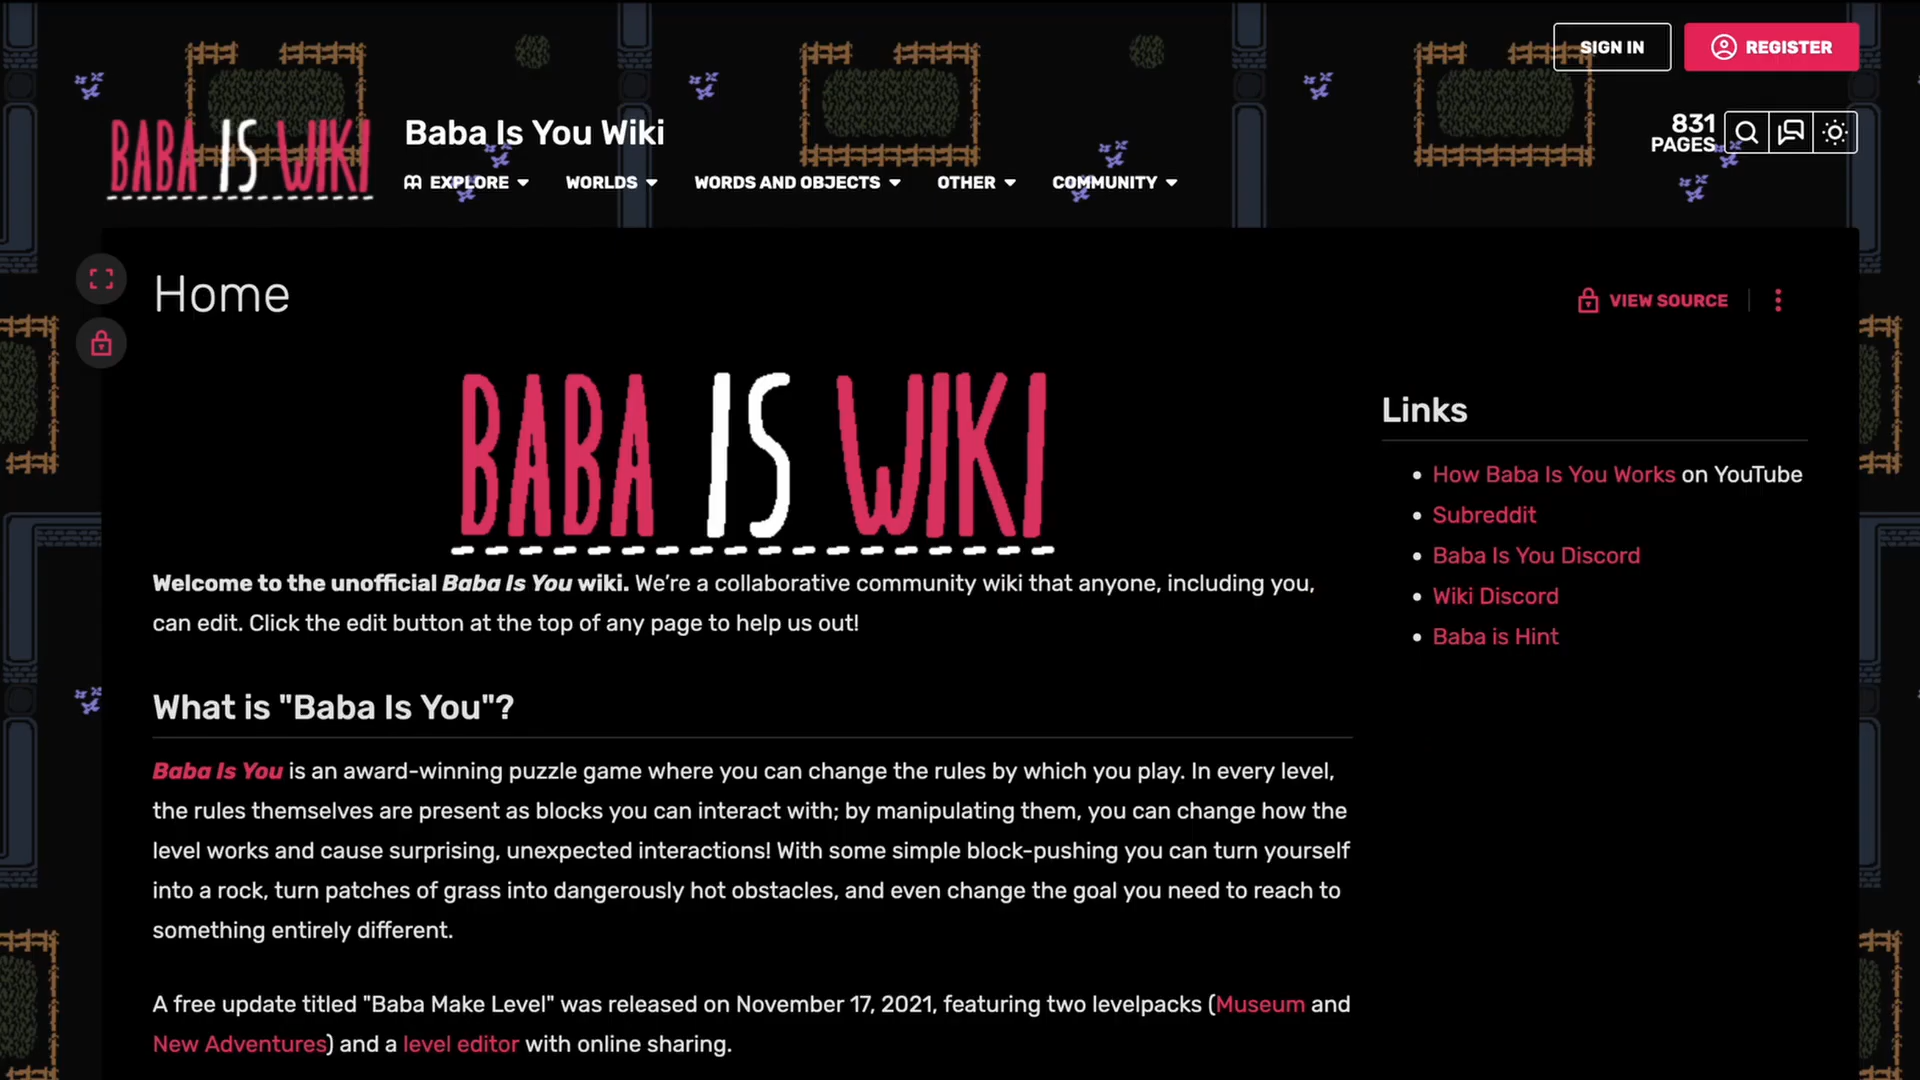 SIGN IN
REGISTER
BABA IS WIKI
Baba Is You Wiki
831
PAGES
EXPLORE
WORLDS
WORDS AND OBJECTS
OTHER
COMMUNITY
Home
VIEW SOURCE
BABA IS WIKI
Welcome to the unofficial Baba Is You wiki. We’re a collaborative community wiki that anyone, including you,
can edit. Click the edit button at the top of any page to help us out!
What is "Baba Is You"?
Baba Is You is an award-winning puzzle game where you can change the rules by which you play. In every level,
the rules themselves are present as blocks you can interact with; by manipulating them, you can change how the
level works and cause surprising, unexpected interactions! With some simple block-pushing you can turn yourself
into a rock, turn patches of grass into dangerously hot obstacles, and even change the goal you need to reach to
something entirely different.
A free update titled "Baba Make Level" was released on November 17, 2021, featuring two levelpacks (Museum and
New Adventures) and a level editor with online sharing.
Links
How Baba Is You Works on YouTube
Subreddit
Baba Is You Discord
Wiki Discord
Baba is Hint